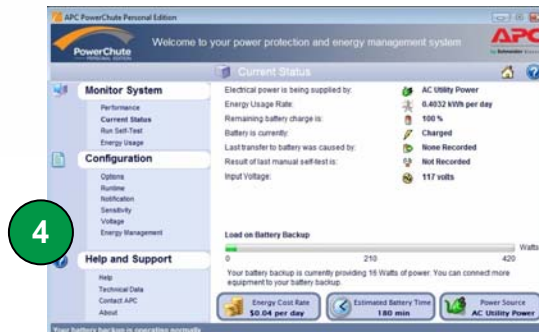 APC PowerChute Personal Edition
PowerChute
PERSONAL EDITION
Welcome to your power protection and energy management system
APC
by Schneider Electric
Current Status
Monitor System
Performance
Current Status
Run Self-Test
Energy Usage
Configuration
Options
Runtime
Notification
Sensitivity
Voltage
Energy Management
4
Help and Support
Help
Technical Data
Contact APC
About
Electrical power is being supplied by: AC Utility Power
Energy Usage Rate: 0.4032 kWh per day
Remaining battery charge is: 100 %
Battery is currently: Charged
Last transfer to battery was caused by: None Recorded
Result of last manual self-test is: Not Recorded
Input Voltage: 117 volts
Load on Battery Backup
Watts
0 210 420
Your battery backup is currently providing 16 Watts of power. You can connect more
equipment to your battery backup.
Energy Cost Rate
$0.04 per day
Estimated Battery Time
180 min
Power Source
AC Utility Power
Your battery backup is operating normally